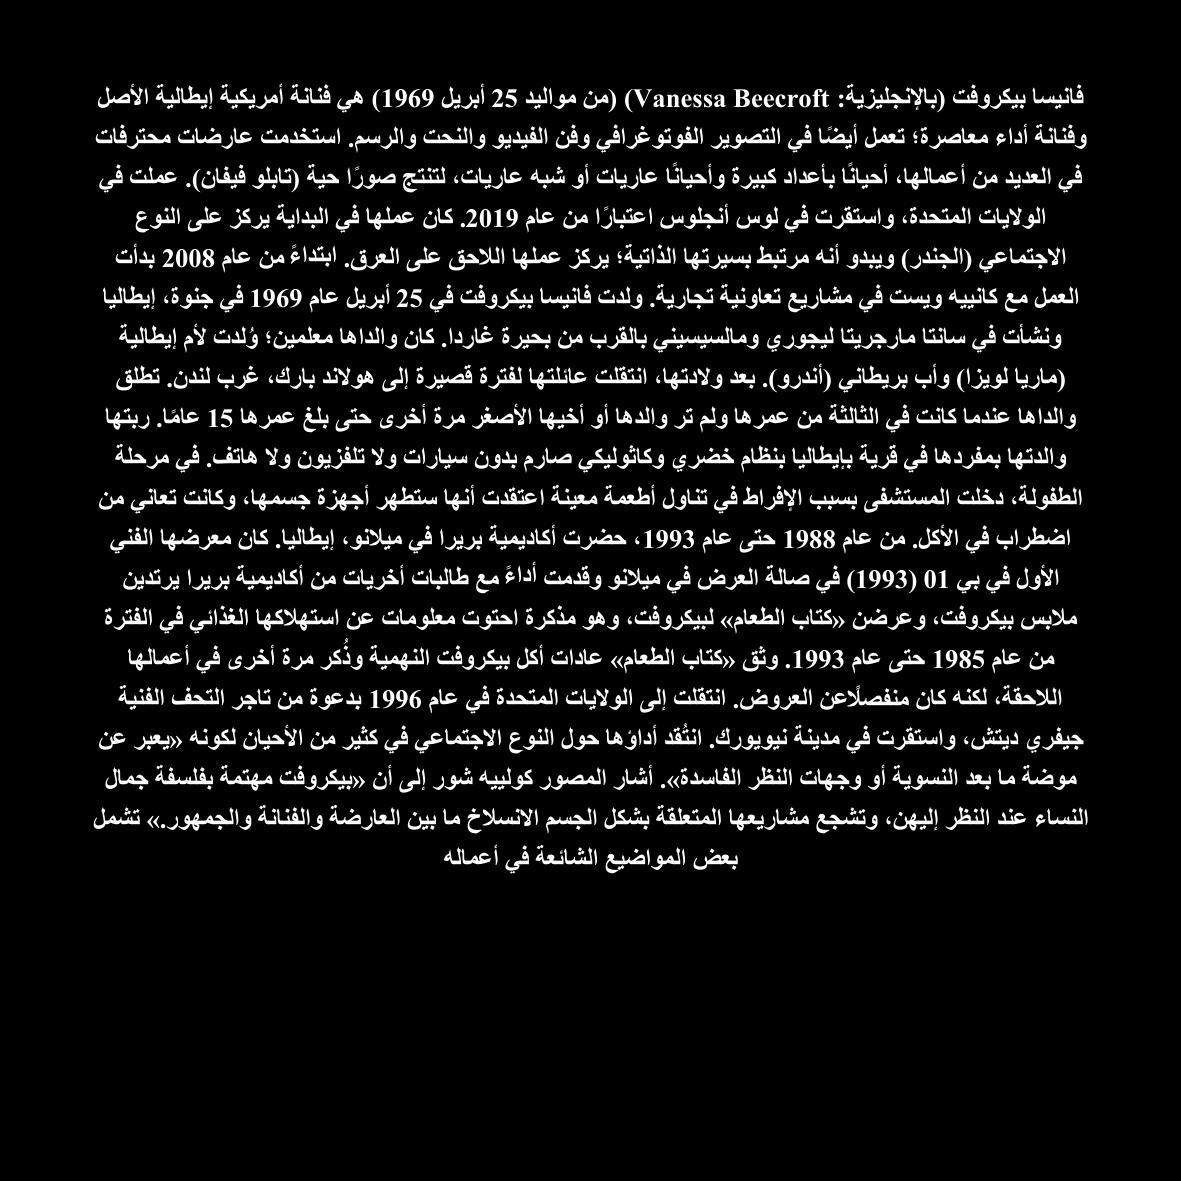 فانيسا بيكروفت (بالإنجليزية: Vanessa Beecroft) (من مواليد 25 أبريل 1969) هي فنانة أمريكية إيطالية الأصل
وفنانة أداء معاصرة؛ تعمل أيضًا في التصوير الفوتوغرافي وفن الفيديو والنحت والرسم. استخدمت عارضات محترفات
في العديد من أعمالها، أحيانًا بأعداد كبيرة وأحيانًا عاريات أو شبه عاريات، لتنتج صورًا حية (تابلو فيفان). عملت في
الولايات المتحدة، واستقرت في لوس أنجلوس اعتبارًا من عام 2019. كان عملها في البداية يركز على النوع
الاجتماعي (الجندر) ويبدو أنه مرتبط بسيرتها الذاتية؛ يركز عملها اللاحق على العرق. ابتداءً من عام 2008 بدأت
العمل مع كانييه ويست في مشاريع تعاونية تجارية. ولدت فانيسا بيكروفت في 25 أبريل عام 1969 في جنوة، إيطاليا
ونشأت في سانتا مارجريتا ليجوري ومالسيسيني بالقرب من بحيرة غاردا. كان والداها معلمين؛ وُلدت لأم إيطالية
(ماريا لويزا) وأب بريطاني (أندرو). بعد ولادتها، انتقلت عائلتها لفترة قصيرة إلى هولاند بارك، غرب لندن. تطلق
والداها عندما كانت في الثالثة من عمرها ولم تر والدها أو أخيها الأصغر مرة أخرى حتى بلغ عمرها 15 عامًا. ربتها
والدتها بمفردها في قرية بإيطاليا بنظام خضري وكاثوليكي صارم بدون سيارات ولا تلفزيون ولا هاتف. في مرحلة
الطفولة، دخلت المستشفى بسبب الإفراط في تناول أطعمة معينة اعتقدت أنها ستطهر أجهزة جسمها، وكانت تعاني من
اضطراب في الأكل. من عام 1988 حتى عام 1993، حضرت أكاديمية بريرا في ميلانو، إيطاليا. كان معرضها الفني
الأول في بي 01 (1993) في صالة العرض في ميلانو وقدمت أداءً مع طالبات أخريات من أكاديمية بريرا يرتدين
ملابس بيكروفت، وعرضن «كتاب الطعام» لبيكروفت، وهو مذكرة احتوت معلومات عن استهلاكها الغذائي في الفترة
من عام 1985 حتى عام 1993. وثق «كتاب الطعام» عادات أكل بيكروفت النهمية وذُكر مرة أخرى في أعمالها
اللاحقة، لكنه كان منفصلًاعن العروض. انتقلت إلى الولايات المتحدة في عام 1996 بدعوة من تاجر التحف الفنية
جيفري ديتش، واستقرت في مدينة نيويورك. انتُقد أداؤها حول النوع الاجتماعي في كثير من الأحيان لكونه «يعبر عن
موضة ما بعد النسوية أو وجهات النظر الفاسدة». أشار المصور كولييه شور إلى أن «بيكروفت مهتمة بفلسفة جمال
النساء عند النظر إليهن، وتشجع مشاريعها المتعلقة بشكل الجسم الانسلاخ ما بين العارضة والفنانة والجمهور.» تشمل
بعض المواضيع الشائعة في أعماله